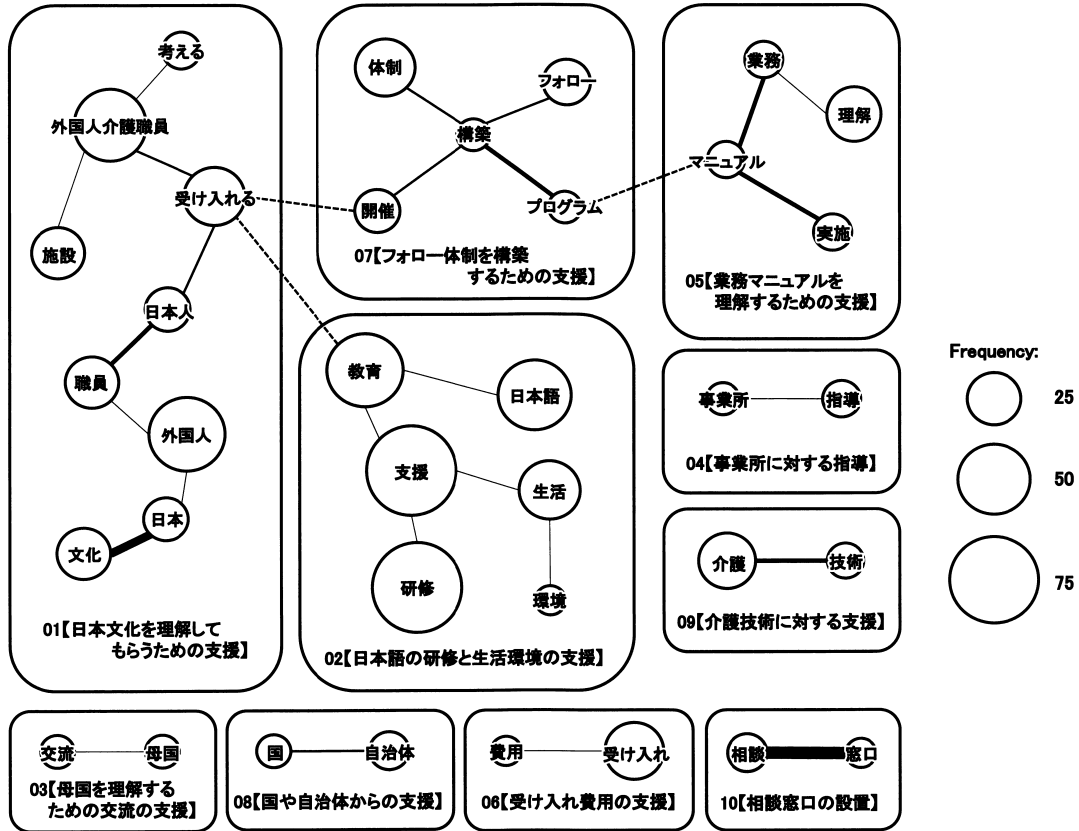 考える
外国人介護職員
受け入れる
施設
日本人
職員
外国人
日本
文化
01【日本文化を理解して
もらうための支援】
体制
フォロー
構築
開催
プログラム
07【フォロー体制を構築
するための支援】
業務
理解
マニュアル
実施
05【業務マニュアルを
理解するための支援】
教育
日本語
支援
生活
研修
環境
02【日本語の研修と生活環境の支援】
事業所
指導
04【事業所に対する指導】
介護
技術
09【介護技術に対する支援】
Frequency:
25
50
75
交流
母国
03【母国を理解する
ための交流の支援】
国
自治体
08【国や自治体からの支援】
費用
受け入れ
06【受け入れ費用の支援】
相談
窓口
10【相談窓口の設置】